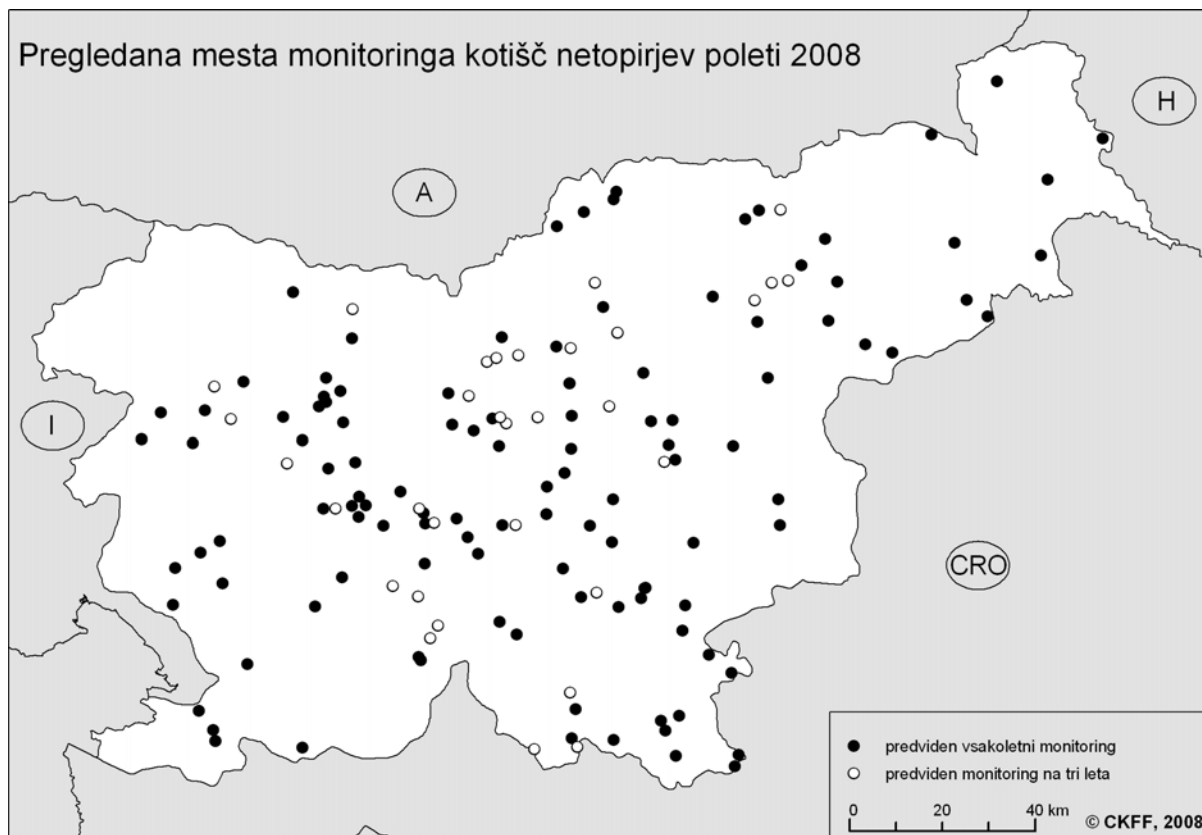 Pregledana mesta monitoringa kotišč netopirjev poleti 2008
H
A
I
CRO
predviden vsakoletni monitoring
predviden monitoring na tri leta
0 20 40 km
© CKFF, 2008